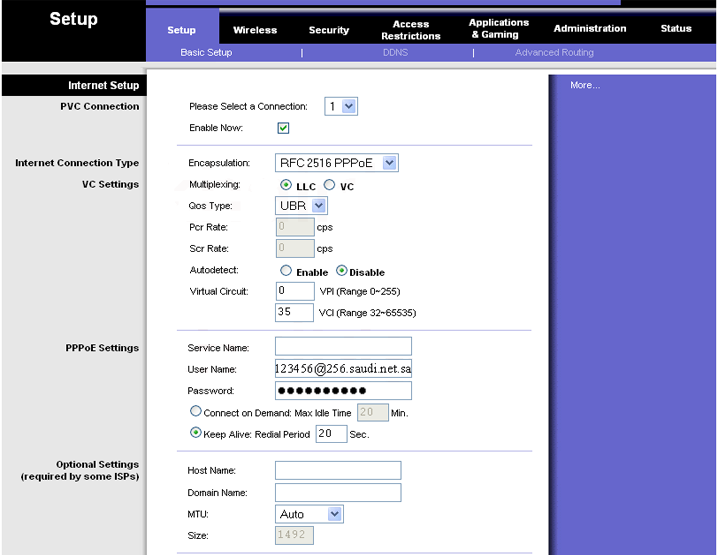 Setup
Setup Wireless Security Access Restrictions Applications & Gaming Administration Status
Basic Setup | DDNS | Advanced Routing
Internet Setup
More...
PVC Connection
Please Select a Connection: 1
Enable Now:
Internet Connection Type
Encapsulation: RFC 2516 PPPoE
VC Settings
Multiplexing: LLC VC
Qos Type: UBR
Pcr Rate: 0 cps
Scr Rate: 0 cps
Autodetect: Enable Disable
Virtual Circuit: 0 VPI (Range 0~255)
35 VCI (Range 32~65535)
PPPoE Settings
Service Name:
User Name: 123456@256.saudi.net.sa
Password: ●●●●●●●●●●
Connect on Demand: Max Idle Time 20 Min.
Keep Alive: Redial Period 20 Sec.
Optional Settings
(required by some ISPs)
Host Name:
Domain Name:
MTU: Auto
Size: 1492